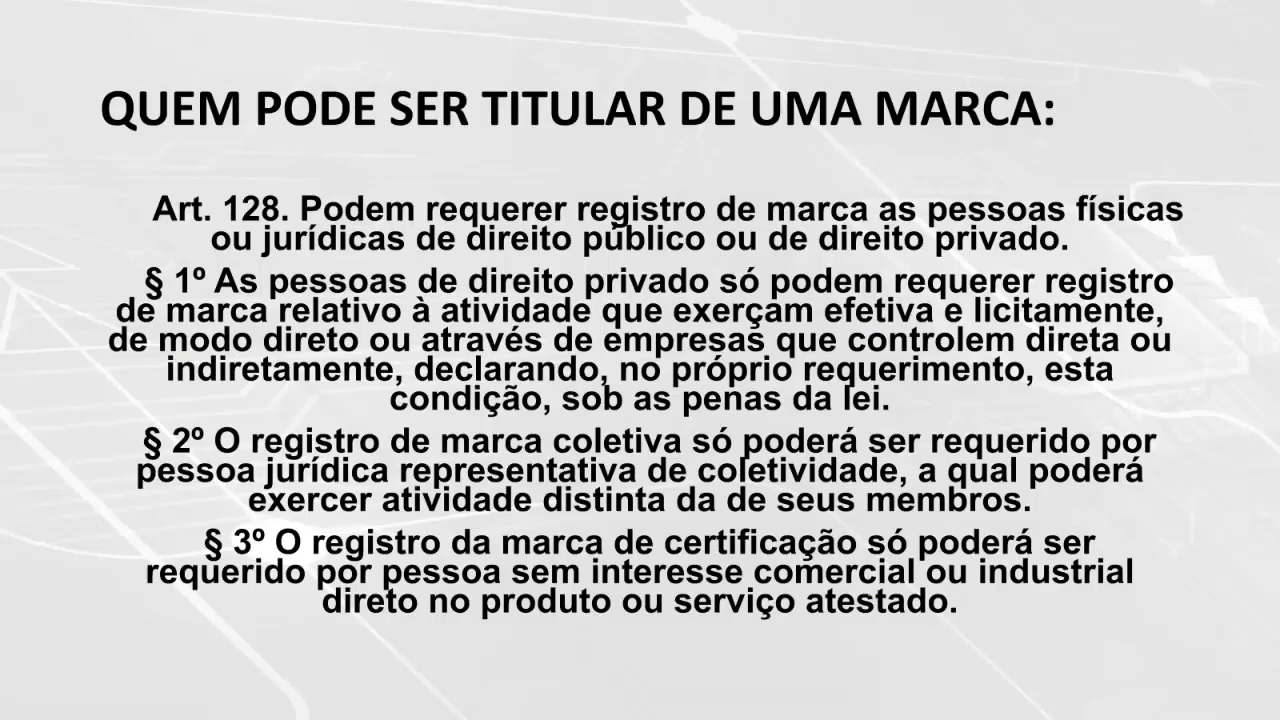 QUEM PODE SER TITULAR DE UMA MARCA:
Art. 128. Podem requerer registro de marca as pessoas físicas
ou jurídicas de direito público ou de direito privado.
§ 1º As pessoas de direito privado só podem requerer registro
de marca relativo à atividade que exerçam efetiva e licitamente,
de modo direto ou através de empresas que controlem direta ou
indiretamente, declarando, no próprio requerimento, esta
condição, sob as penas da lei.
§ 2º O registro de marca coletiva só poderá ser requerido por
pessoa jurídica representativa de coletividade, a qual poderá
exercer atividade distinta da de seus membros.
§ 3º O registro da marca de certificação só poderá ser
requerido por pessoa sem interesse comercial ou industrial
direto no produto ou serviço atestado.